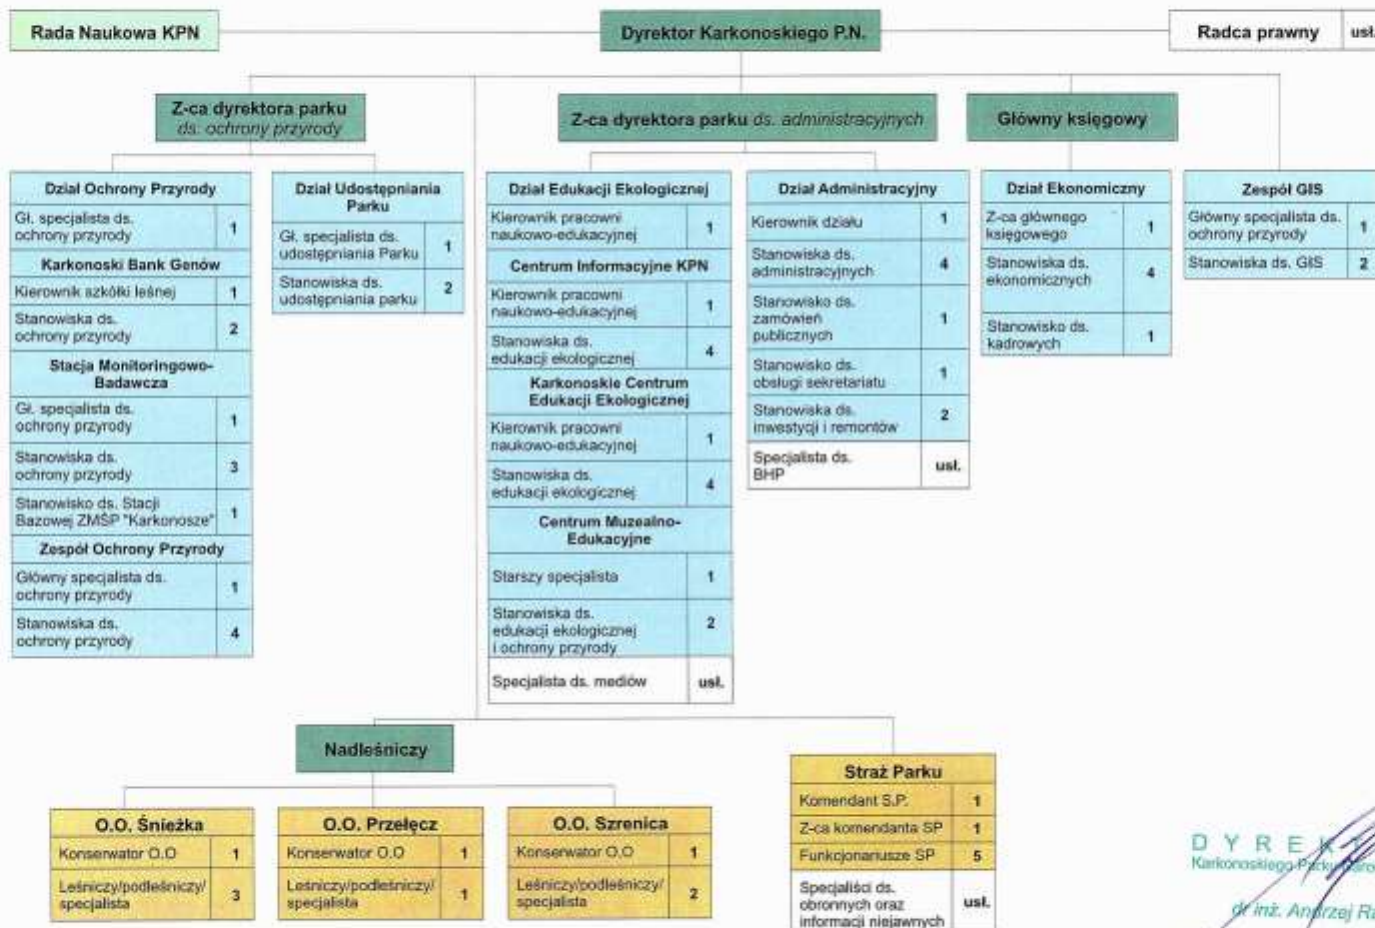 Rada Naukowa KPN
Dyrektor Karkonoskiego P.N.
Radca prawny
usł.
Z-ca dyrektora parku
ds. ochrony przyrody
Z-ca dyrektora parku ds. administracyjnych
Główny księgowy
Dział Ochrony Przyrody
Gł. specjalista ds.
ochrony przyrody
1
Karkonoski Bank Genów
Kierownik szkółki leśnej
1
Stanowiska ds.
ochrony przyrody
2
Stacja Monitoringowo-
Badawcza
Gł. specjalista ds.
ochrony przyrody
1
Stanowiska ds.
ochrony przyrody
3
Stanowisko ds. Stacji
Bazowej ZMŚP "Karkonosze"
1
Zespół Ochrony Przyrody
Główny specjalista ds.
ochrony przyrody
1
Stanowiska ds.
ochrony przyrody
4
Dział Udostępniania
Parku
Gł. specjalista ds.
udostępniania Parku
1
Stanowiska ds.
udostępniania parku
2
Dział Edukacji Ekologicznej
Kierownik pracowni
naukowo-edukacyjnej
1
Centrum Informacyjne KPN
Kierownik pracowni
naukowo-edukacyjnej
1
Stanowiska ds.
edukacji ekologicznej
4
Karkonoskie Centrum
Edukacji Ekologicznej
Kierownik pracowni
naukowo-edukacyjnej
1
Stanowiska ds.
edukacji ekologicznej
4
Centrum Muzealno-
Edukacyjne
Starszy specjalista
1
Stanowiska ds.
edukacji ekologicznej
i ochrony przyrody
2
Specjalista ds. mediów
usł.
Dział Administracyjny
Kierownik działu
1
Stanowiska ds.
administracyjnych
4
Stanowisko ds.
zamówień
publicznych
1
Stanowisko ds.
obsługi sekretariatu
1
Stanowiska ds.
inwestycji i remontów
2
Specjalista ds.
BHP
usł.
Dział Ekonomiczny
Z-ca głównego
księgowego
1
Stanowiska ds.
ekonomicznych
4
Stanowisko ds.
kadrowych
1
Zespół GIS
Główny specjalista ds.
ochrony przyrody
1
Stanowiska ds. GIS
2
Nadleśniczy
O.O. Śnieżka
Konserwator O.O
1
Leśniczy/podleśniczy/
specjalista
3
O.O. Przełęcz
Konserwator O.O
1
Leśniczy/podleśniczy/
specjalista
1
O.O. Szrenica
Konserwator O.O
1
Leśniczy/podleśniczy/
specjalista
2
Straż Parku
Komendant S.P.
1
Z-ca komendanta SP
1
Funkcjonariusze SP
5
Specjaliści ds.
obronnych oraz
informacji niejawnych
usł.
Karkonoskiego
dr inż. Andrzej